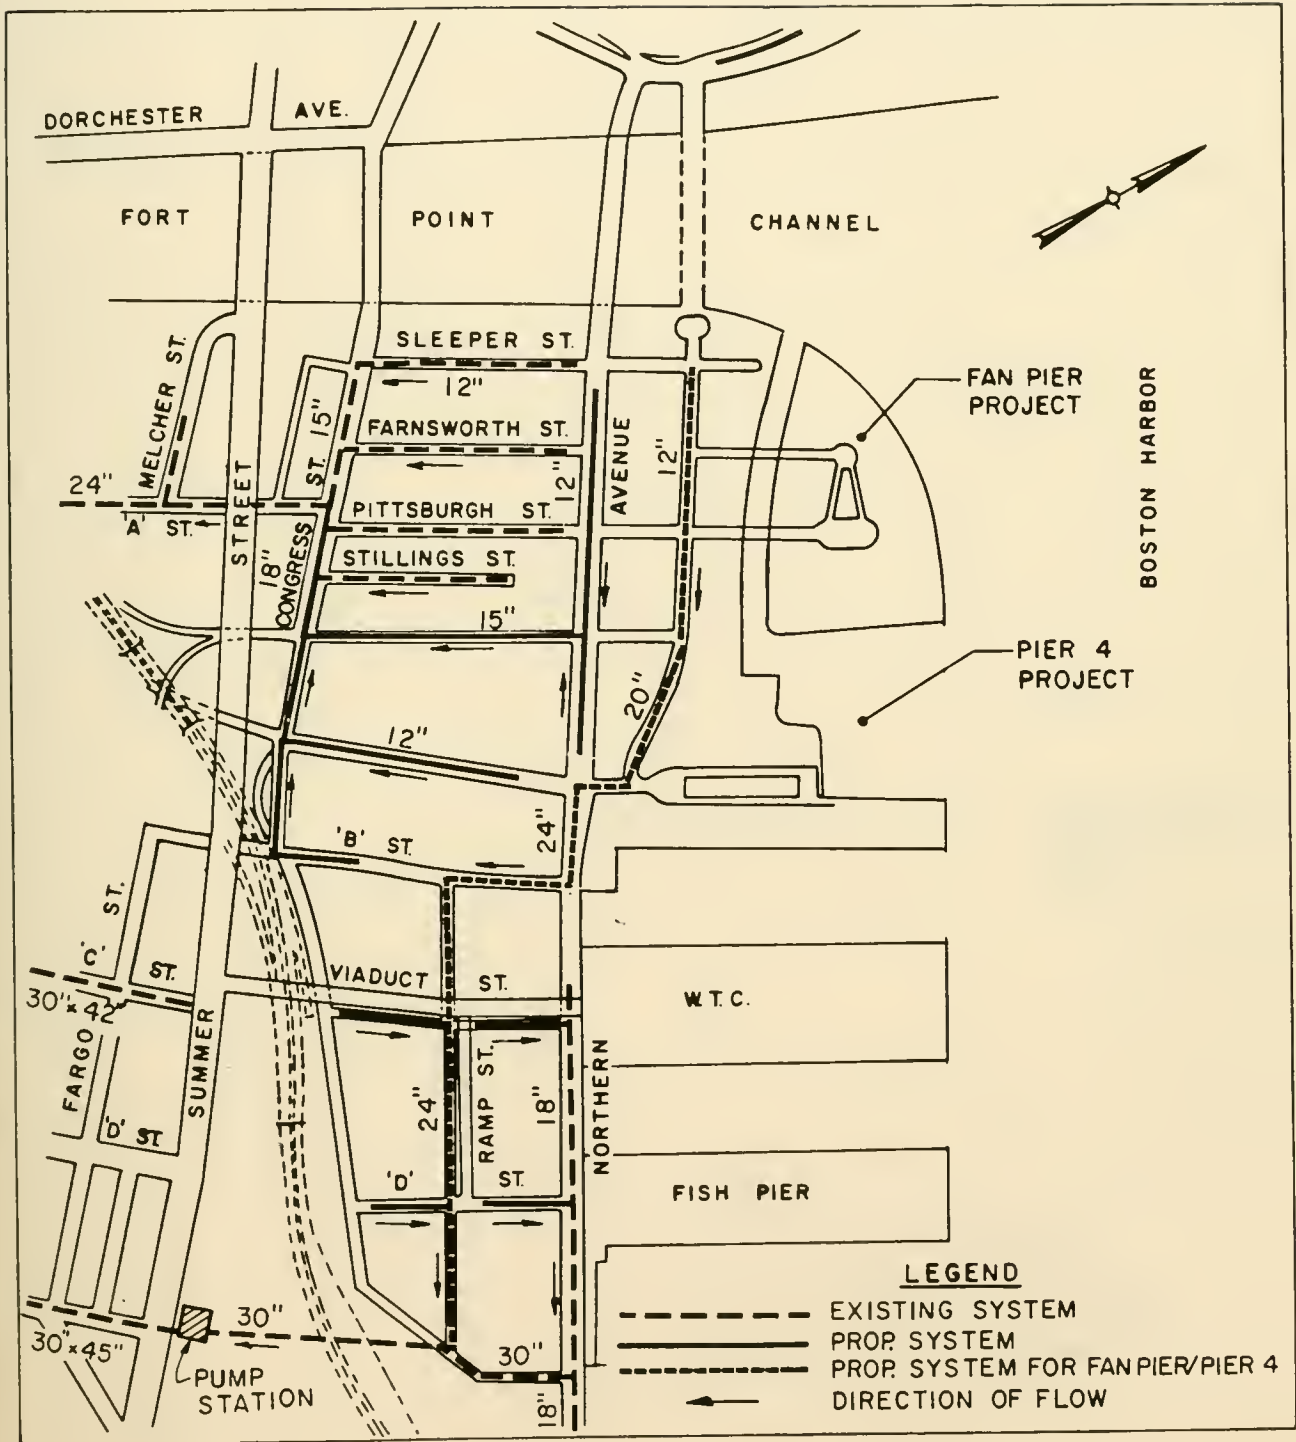 DORCHESTER AVE.
FORT POINT CHANNEL
SLEEPER ST.
12"
MELCHER ST.
15"
ST.
FARNSWORTH ST.
12"
AVENUE
12"
FAN PIER
PROJECT
BOSTON HARBOR
24"
'A' ST.
STREET
PITTSBURGH ST.
18"
CONGRESS
STILLINGS ST.
15"
PIER 4
PROJECT
20"
12"
'B' ST.
24"
ST.
'C' ST.
VIADUCT ST.
W.T.C.
30"x42"
FARGO
SUMMER
24"
RAMP ST.
18"
NORTHERN
'D' ST.
'D' ST.
FISH PIER
30"
30"x45"
PUMP
STATION
30"
18"
LEGEND
EXISTING SYSTEM
PROP. SYSTEM
PROP. SYSTEM FOR FAN PIER/PIER 4
DIRECTION OF FLOW